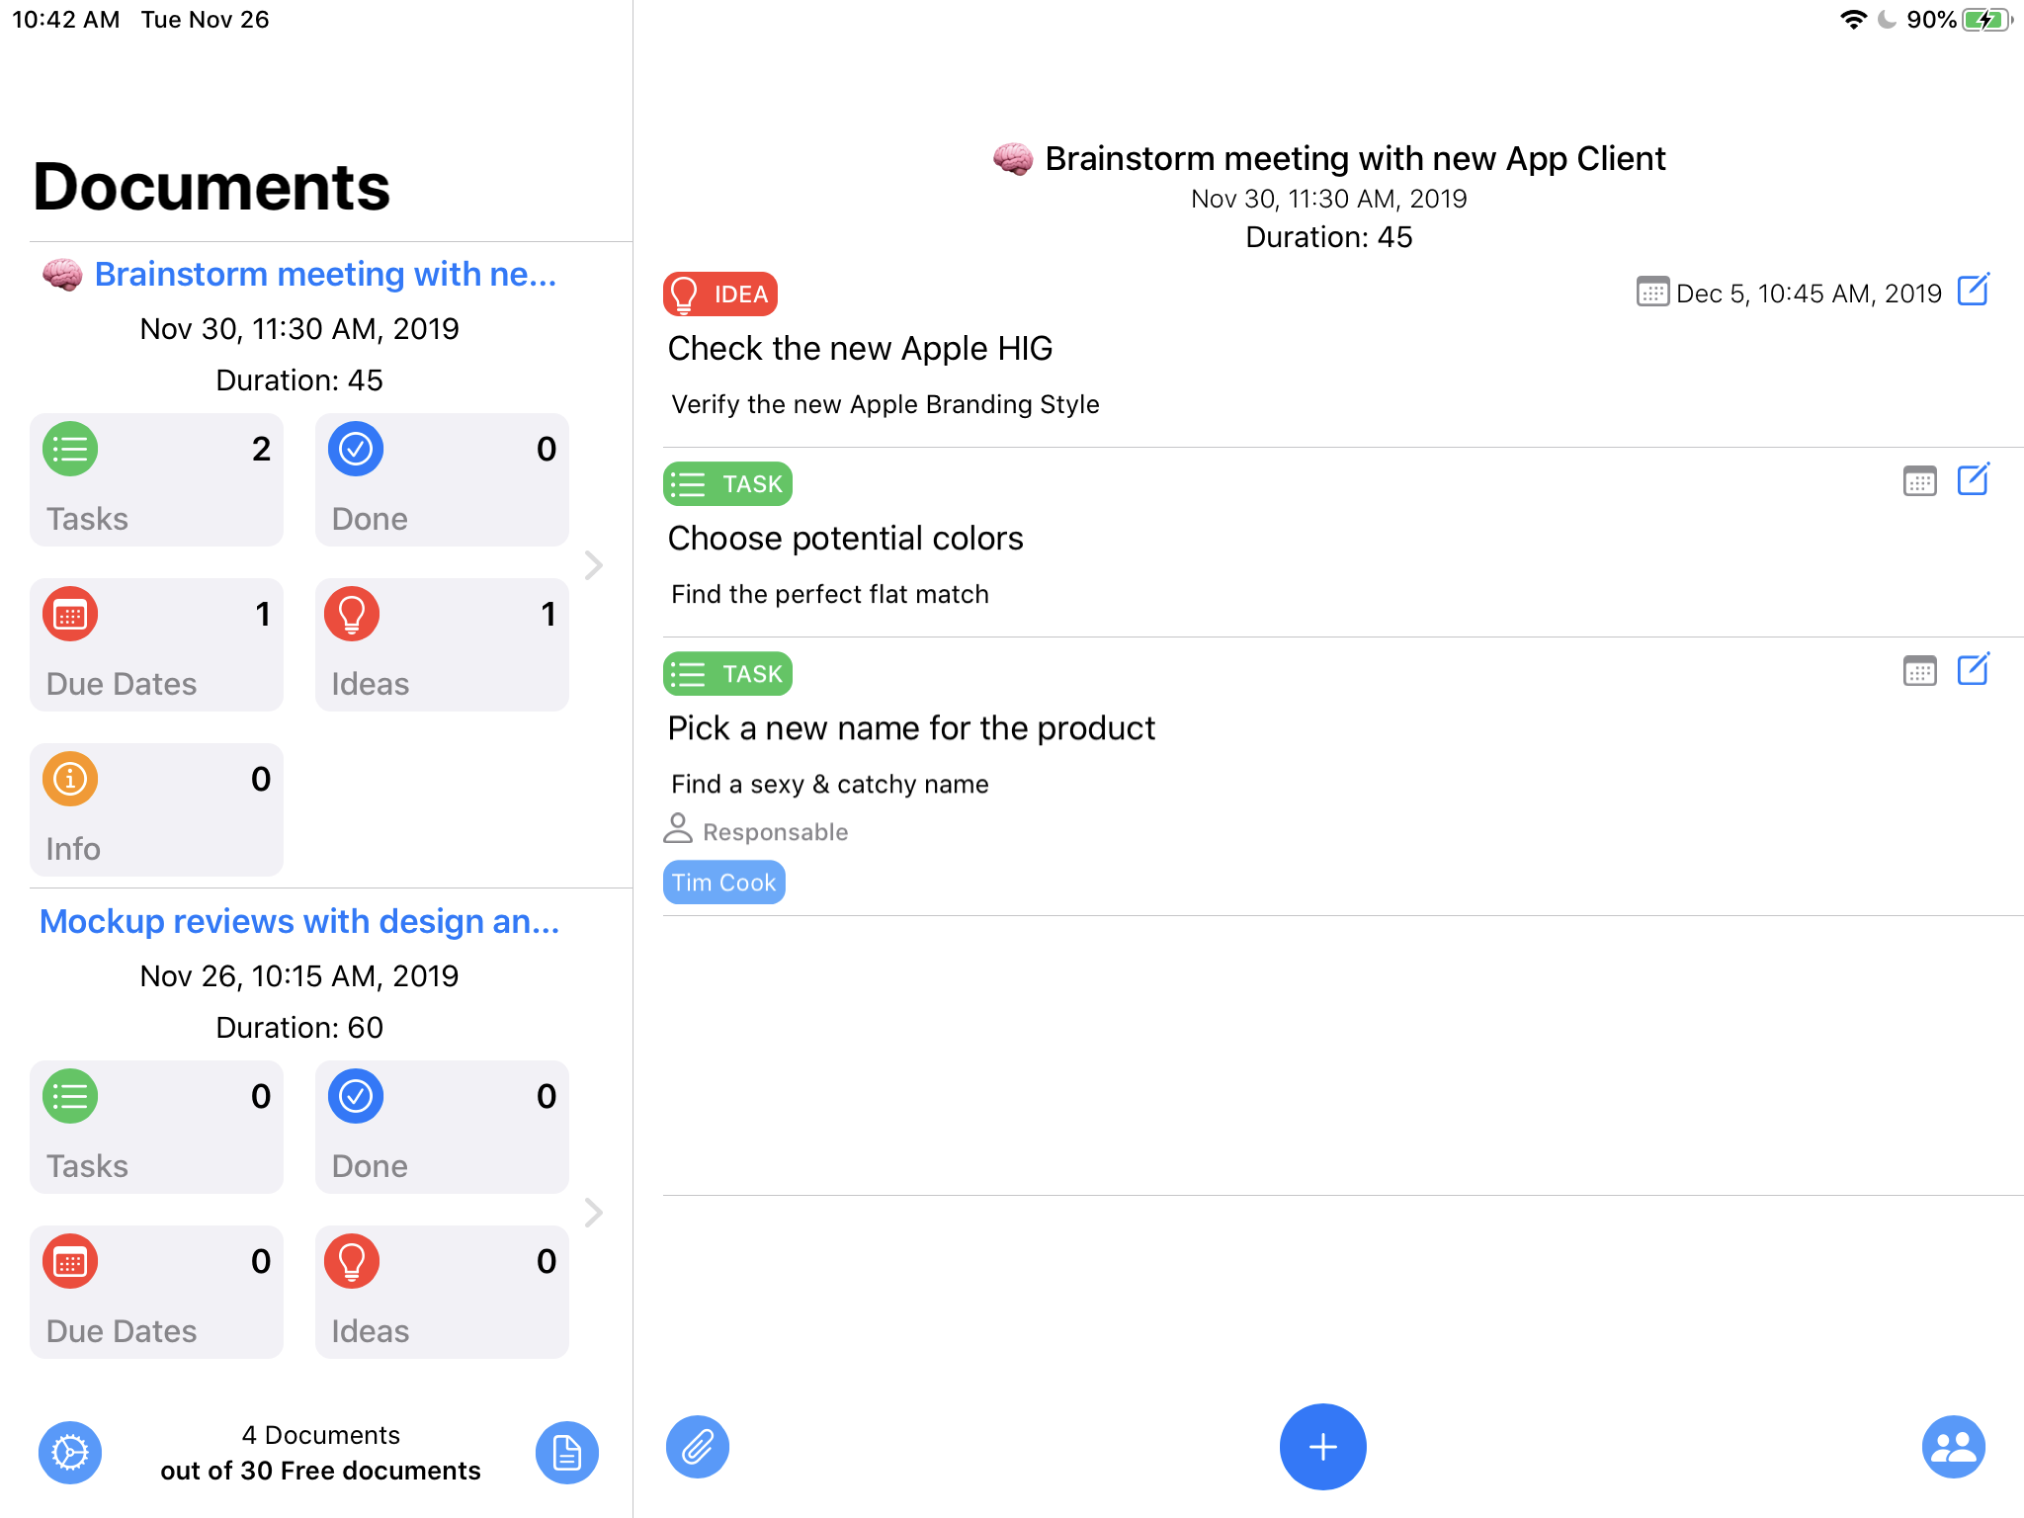 10:42 AM Tue Nov 26
90%
Documents
Brainstorm meeting with ne...
Nov 30, 11:30 AM, 2019
Duration: 45
2
Tasks
0
Done
1
Due Dates
1
Ideas
0
Info
Mockup reviews with design an...
Nov 26, 10:15 AM, 2019
Duration: 60
0
Tasks
0
Done
0
Due Dates
0
Ideas
4 Documents
out of 30 Free documents
Brainstorm meeting with new App Client
Nov 30, 11:30 AM, 2019
Duration: 45
IDEA
Dec 5, 10:45 AM, 2019
Check the new Apple HIG
Verify the new Apple Branding Style
TASK
Choose potential colors
Find the perfect flat match
TASK
Pick a new name for the product
Find a sexy & catchy name
Responsable
Tim Cook